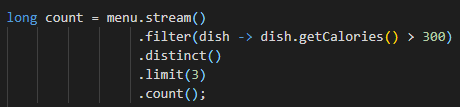 long count = menu.stream()
.filter(dish -> dish.getCalories() > 300)
.distinct()
.limit(3)
.count();